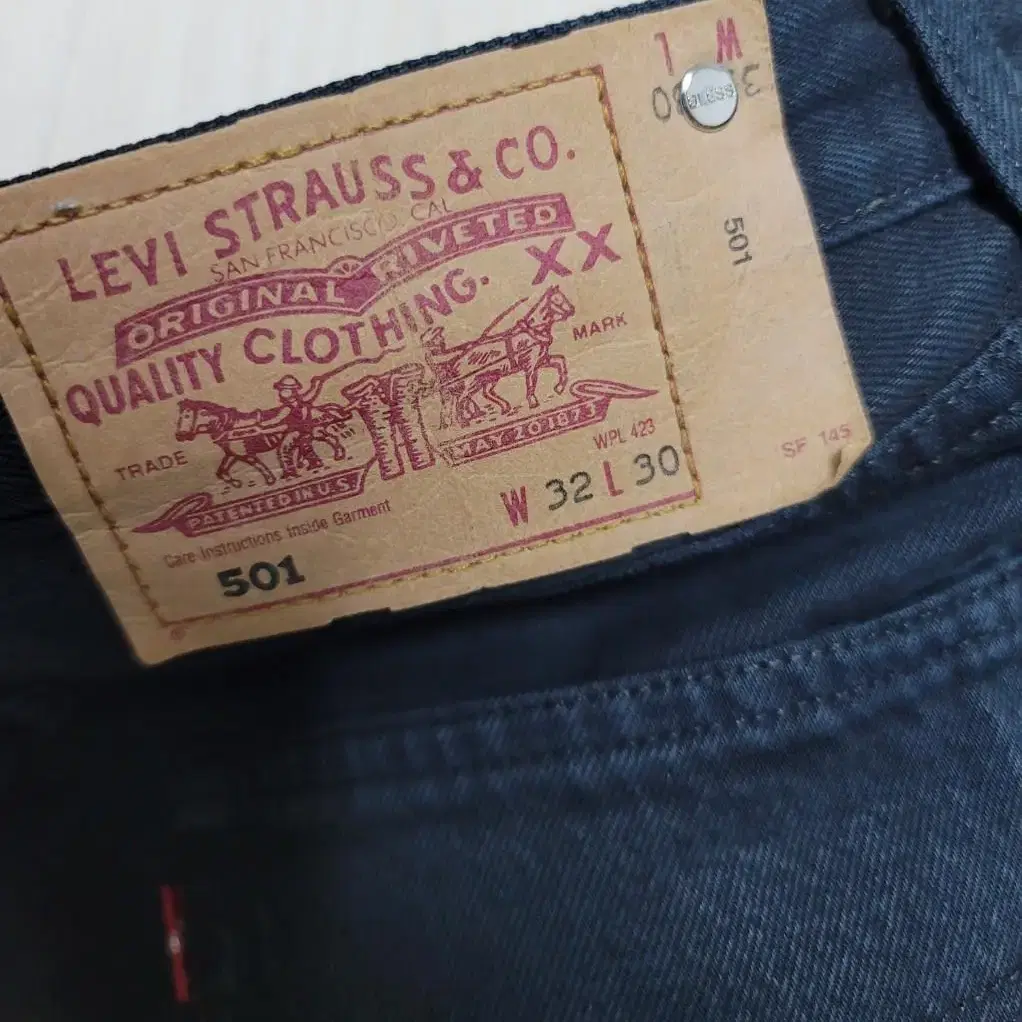 LEVI STRAUSS & CO.
SAN FRANCISCO CAL
ORIGINAL RIVETED
QUALITY CLOTHING.
XX
TRADE
MARK
PATENTED IN U.S.
MAY 20 1873
WPL 423
Care Instructions Inside Garment
W 32 L 30
501
W
L
BLESS
501
SF 145